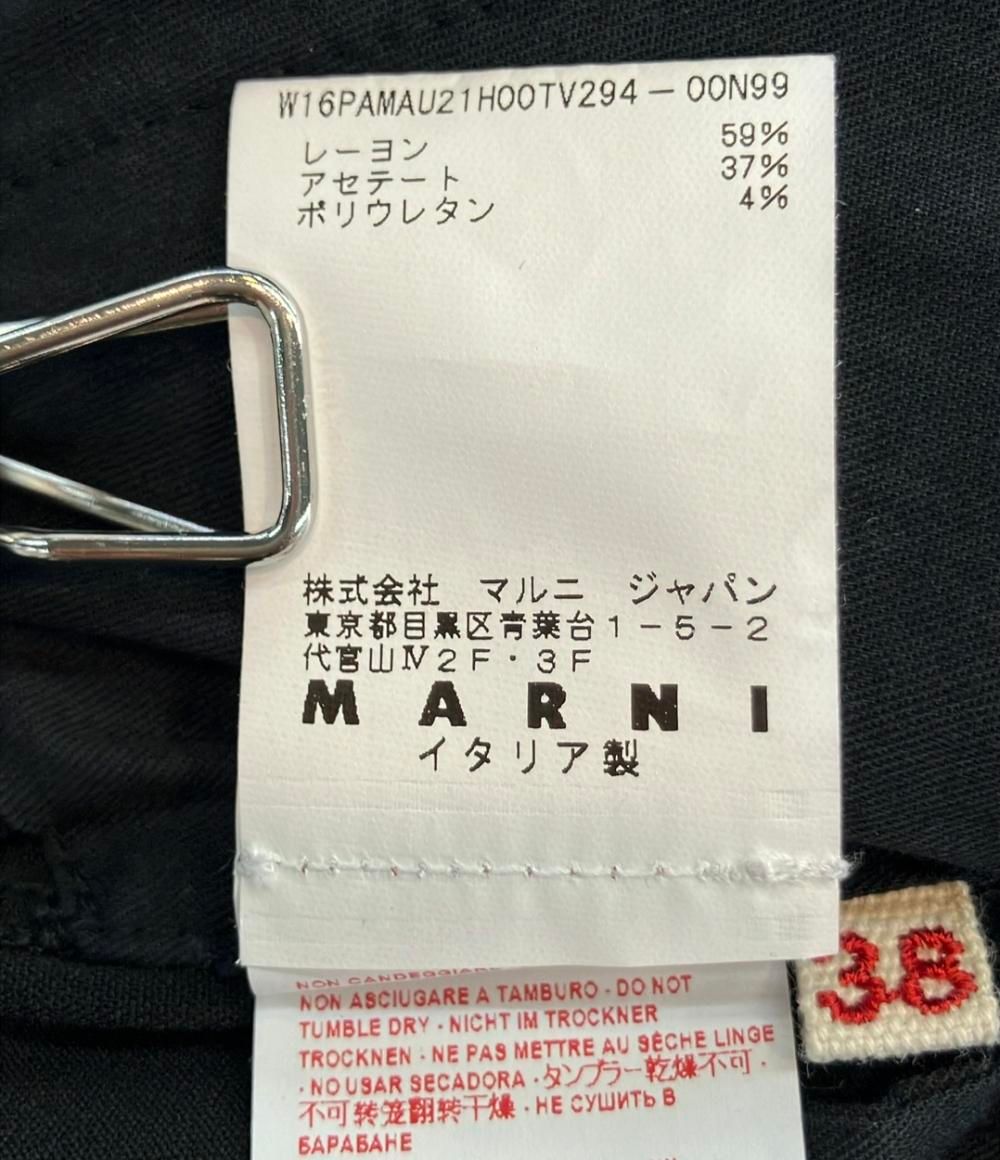 W16PAMAU21H00TV294-00N99
レーヨン 59%
アセテート 37%
ポリウレタン 4%
株式会社 マルニ ジャパン
東京都目黒区青葉台1-5-2
代官山Ⅳ2F・3F
MARNI
イタリア製
38
NON CANDEGGIARE
NON ASCIUGARE A TAMBURO - DO NOT
TUMBLE DRY - NICHT IM TROCKNER
TROCKNEN - NE PAS METTRE AU SÈCHE LINGE
- NO USAR SECADORA - タンブラー乾燥不可 -
不可转笼翻转干燥 - НЕ СУШИТЬ В
БАРАБАНЕ